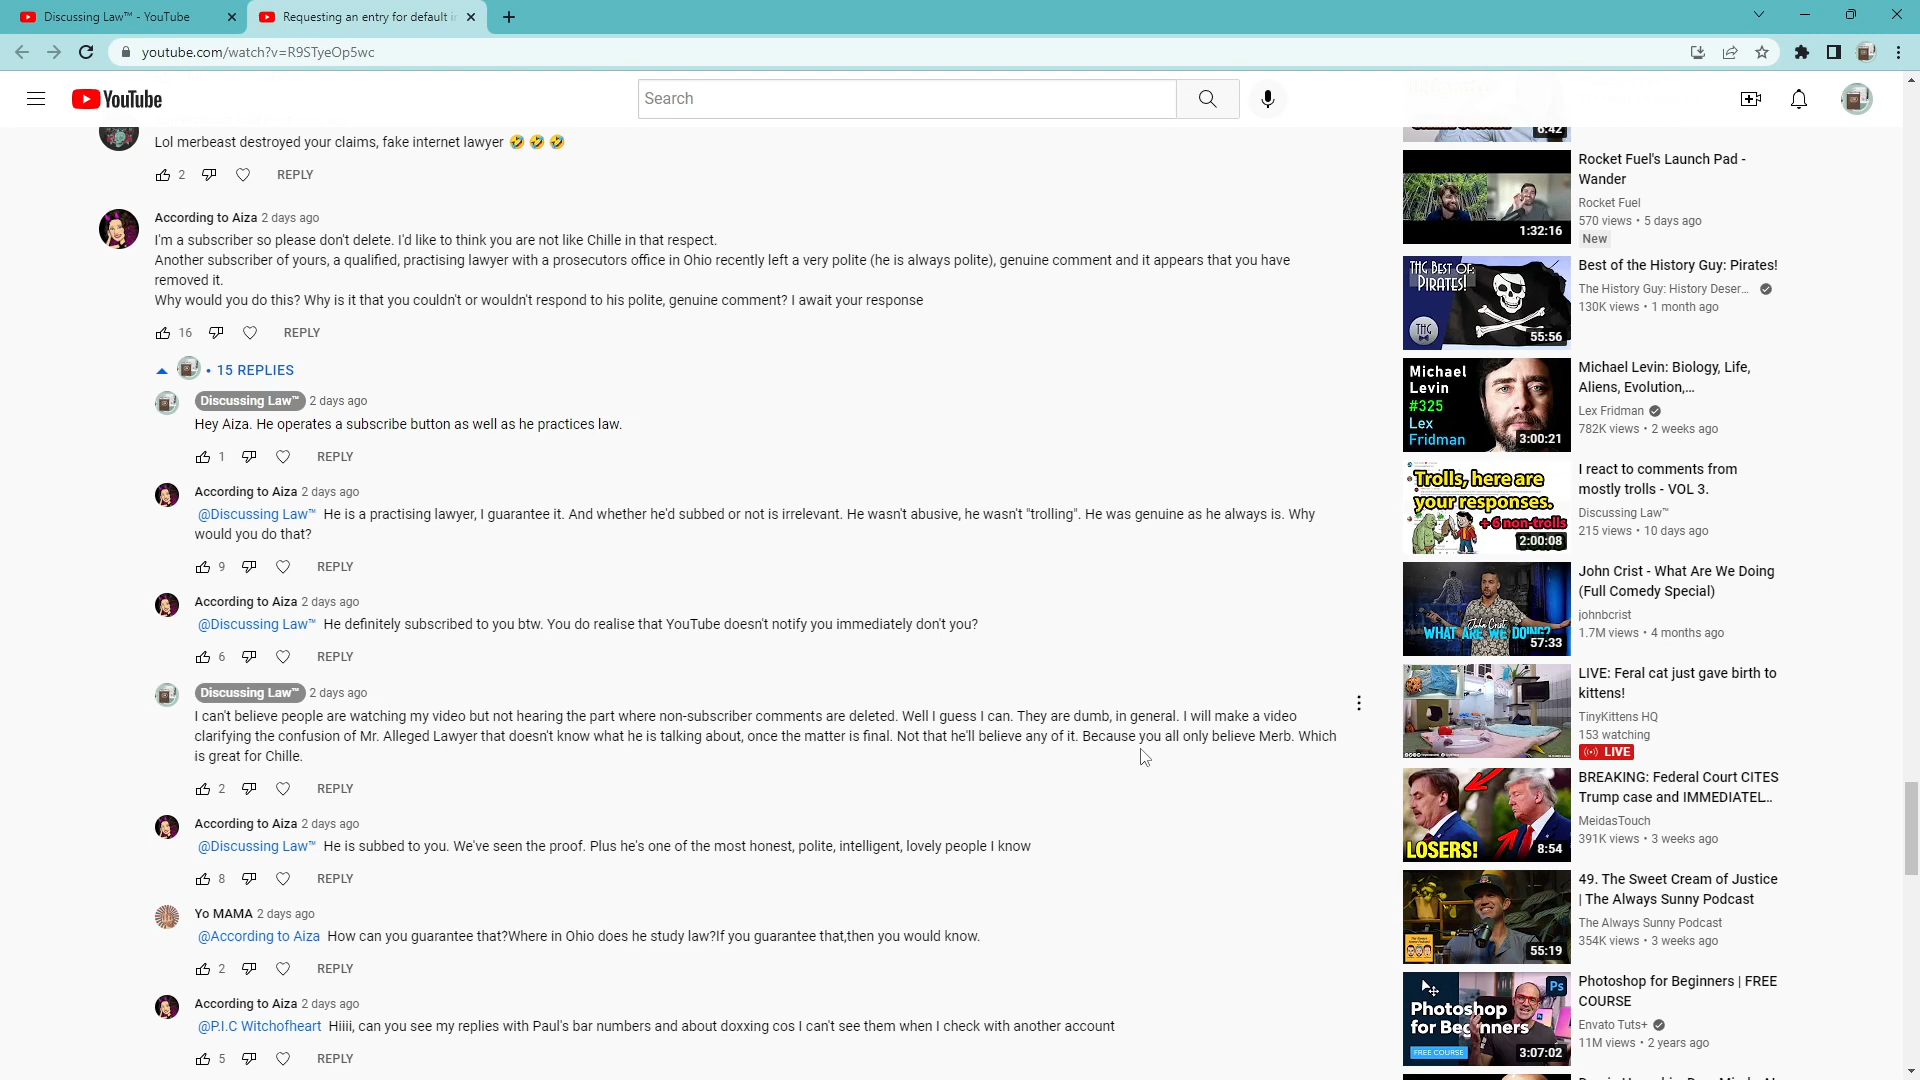 Discussing Law™ - YouTube
Requesting an entry for default i
youtube.com/watch?v=R9STyeOp5wc
YouTube
Search
Lol merbeast destroyed your claims, fake internet lawyer 🤣 🤣 🤣
2 REPLY
According to Aiza 2 days ago
I'm a subscriber so please don't delete. I'd like to think you are not like Chille in that respect.
Another subscriber of yours, a qualified, practising lawyer with a prosecutors office in Ohio recently left a very polite (he is always polite), genuine comment and it appears that you have
removed it.
Why would you do this? Why is it that you couldn't or wouldn't respond to his polite, genuine comment? I await your response
16 REPLY
• 15 REPLIES
Discussing Law™ 2 days ago
Hey Aiza. He operates a subscribe button as well as he practices law.
1 REPLY
According to Aiza 2 days ago
@Discussing Law™ He is a practising lawyer, I guarantee it. And whether he'd subbed or not is irrelevant. He wasn't abusive, he wasn't "trolling". He was genuine as he always is. Why
would you do that?
9 REPLY
According to Aiza 2 days ago
@Discussing Law™ He definitely subscribed to you btw. You do realise that YouTube doesn't notify you immediately don't you?
6 REPLY
Discussing Law™ 2 days ago
I can't believe people are watching my video but not hearing the part where non-subscriber comments are deleted. Well I guess I can. They are dumb, in general. I will make a video
clarifying the confusion of Mr. Alleged Lawyer that doesn't know what he is talking about, once the matter is final. Not that he'll believe any of it. Because you all only believe Merb. Which
is great for Chille.
2 REPLY
According to Aiza 2 days ago
@Discussing Law™ He is subbed to you. We've seen the proof. Plus he's one of the most honest, polite, intelligent, lovely people I know
8 REPLY
Yo MAMA 2 days ago
@According to Aiza How can you guarantee that?Where in Ohio does he study law?If you guarantee that,then you would know.
2 REPLY
According to Aiza 2 days ago
@P.I.C Witchofheart Hiiii, can you see my replies with Paul's bar numbers and about doxxing cos I can't see them when I check with another account
5 REPLY
6:42
1:32:16
Rocket Fuel's Launch Pad -
Wander
Rocket Fuel
570 views • 5 days ago
New
THE BEST OF:
PIRATES!
THG
55:56
Best of the History Guy: Pirates!
The History Guy: History Deser...
130K views • 1 month ago
Michael
Levin
#325
Lex
Fridman
3:00:21
Michael Levin: Biology, Life,
Aliens, Evolution,...
Lex Fridman
782K views • 2 weeks ago
Trolls, here are
your responses.
+ 6 non-trolls
2:00:08
I react to comments from
mostly trolls - VOL 3.
Discussing Law™
215 views • 10 days ago
John Crist
WHAT ARE WE DOING?
57:33
John Crist - What Are We Doing
(Full Comedy Special)
johnbcrist
1.7M views • 4 months ago
LIVE: Feral cat just gave birth to
kittens!
TinyKittens HQ
153 watching
LIVE
LOSERS!
8:54
BREAKING: Federal Court CITES
Trump case and IMMEDIATEL...
MeidasTouch
391K views • 3 weeks ago
55:19
49. The Sweet Cream of Justice
| The Always Sunny Podcast
The Always Sunny Podcast
354K views • 3 weeks ago
Ps
Photoshop
for Beginners
FREE COURSE
3:07:02
Photoshop for Beginners | FREE
COURSE
Envato Tuts+
11M views • 2 years ago